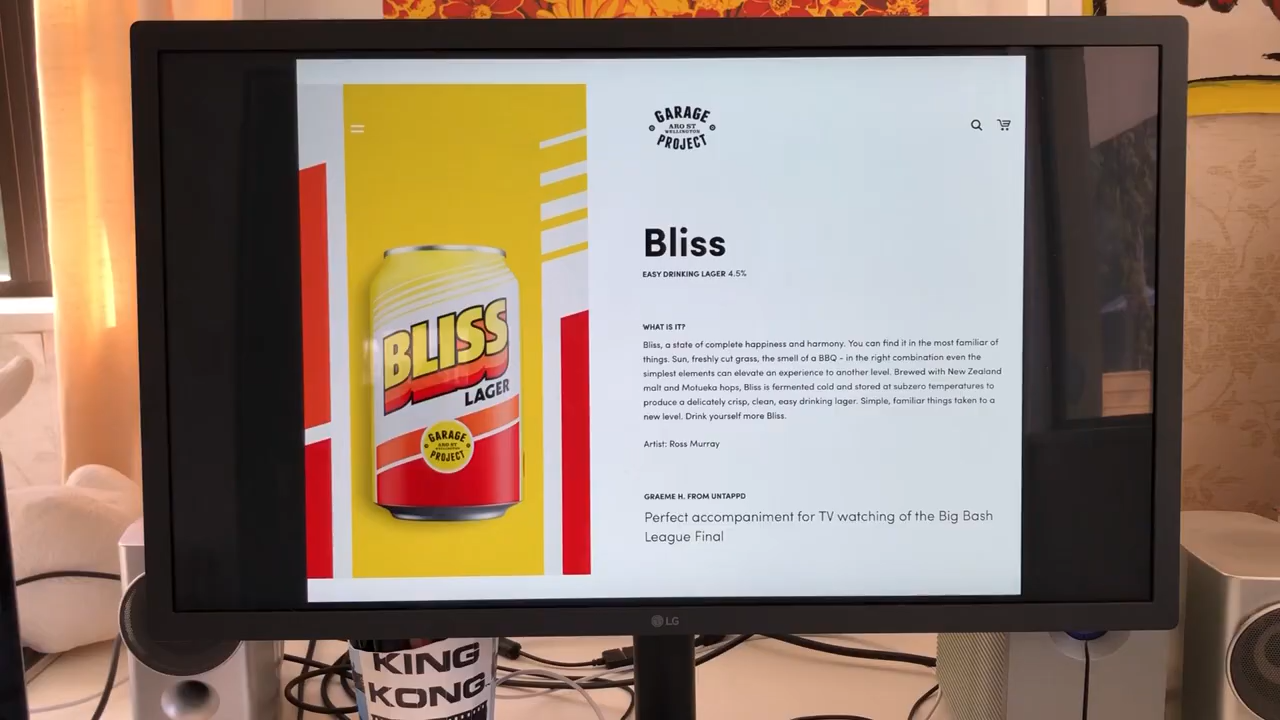 GARAGE
ARO ST
WELLINGTON
PROJECT
Bliss
EASY DRINKING LAGER 4.5%
WHAT IS IT?
Bliss, a state of complete happiness and harmony. You can find it in the most familiar of
things. Sun, freshly cut grass, the smell of a BBQ - in the right combination even the
simplest elements can elevate an experience to another level. Brewed with New Zealand
malt and Motueka hops, Bliss is fermented cold and stored at subzero temperatures to
produce a delicately crisp, clean, easy drinking lager. Simple, familiar things taken to a
new level. Drink yourself more Bliss.
Artist: Ross Murray
GRAEME H. FROM UNTAPPD
Perfect accompaniment for TV watching of the Big Bash
League Final
BLISS
LAGER
GARAGE
ARO ST
PROJECT
LG
KING
KONG